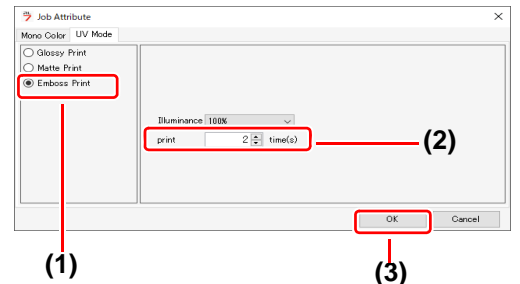 Job Attribute
Mono Color UV Mode
Glossy Print
Matte Print
Emboss Print
Illuminance 100%
print 2 time(s)
(2)
OK Cancel
(1)
(3)